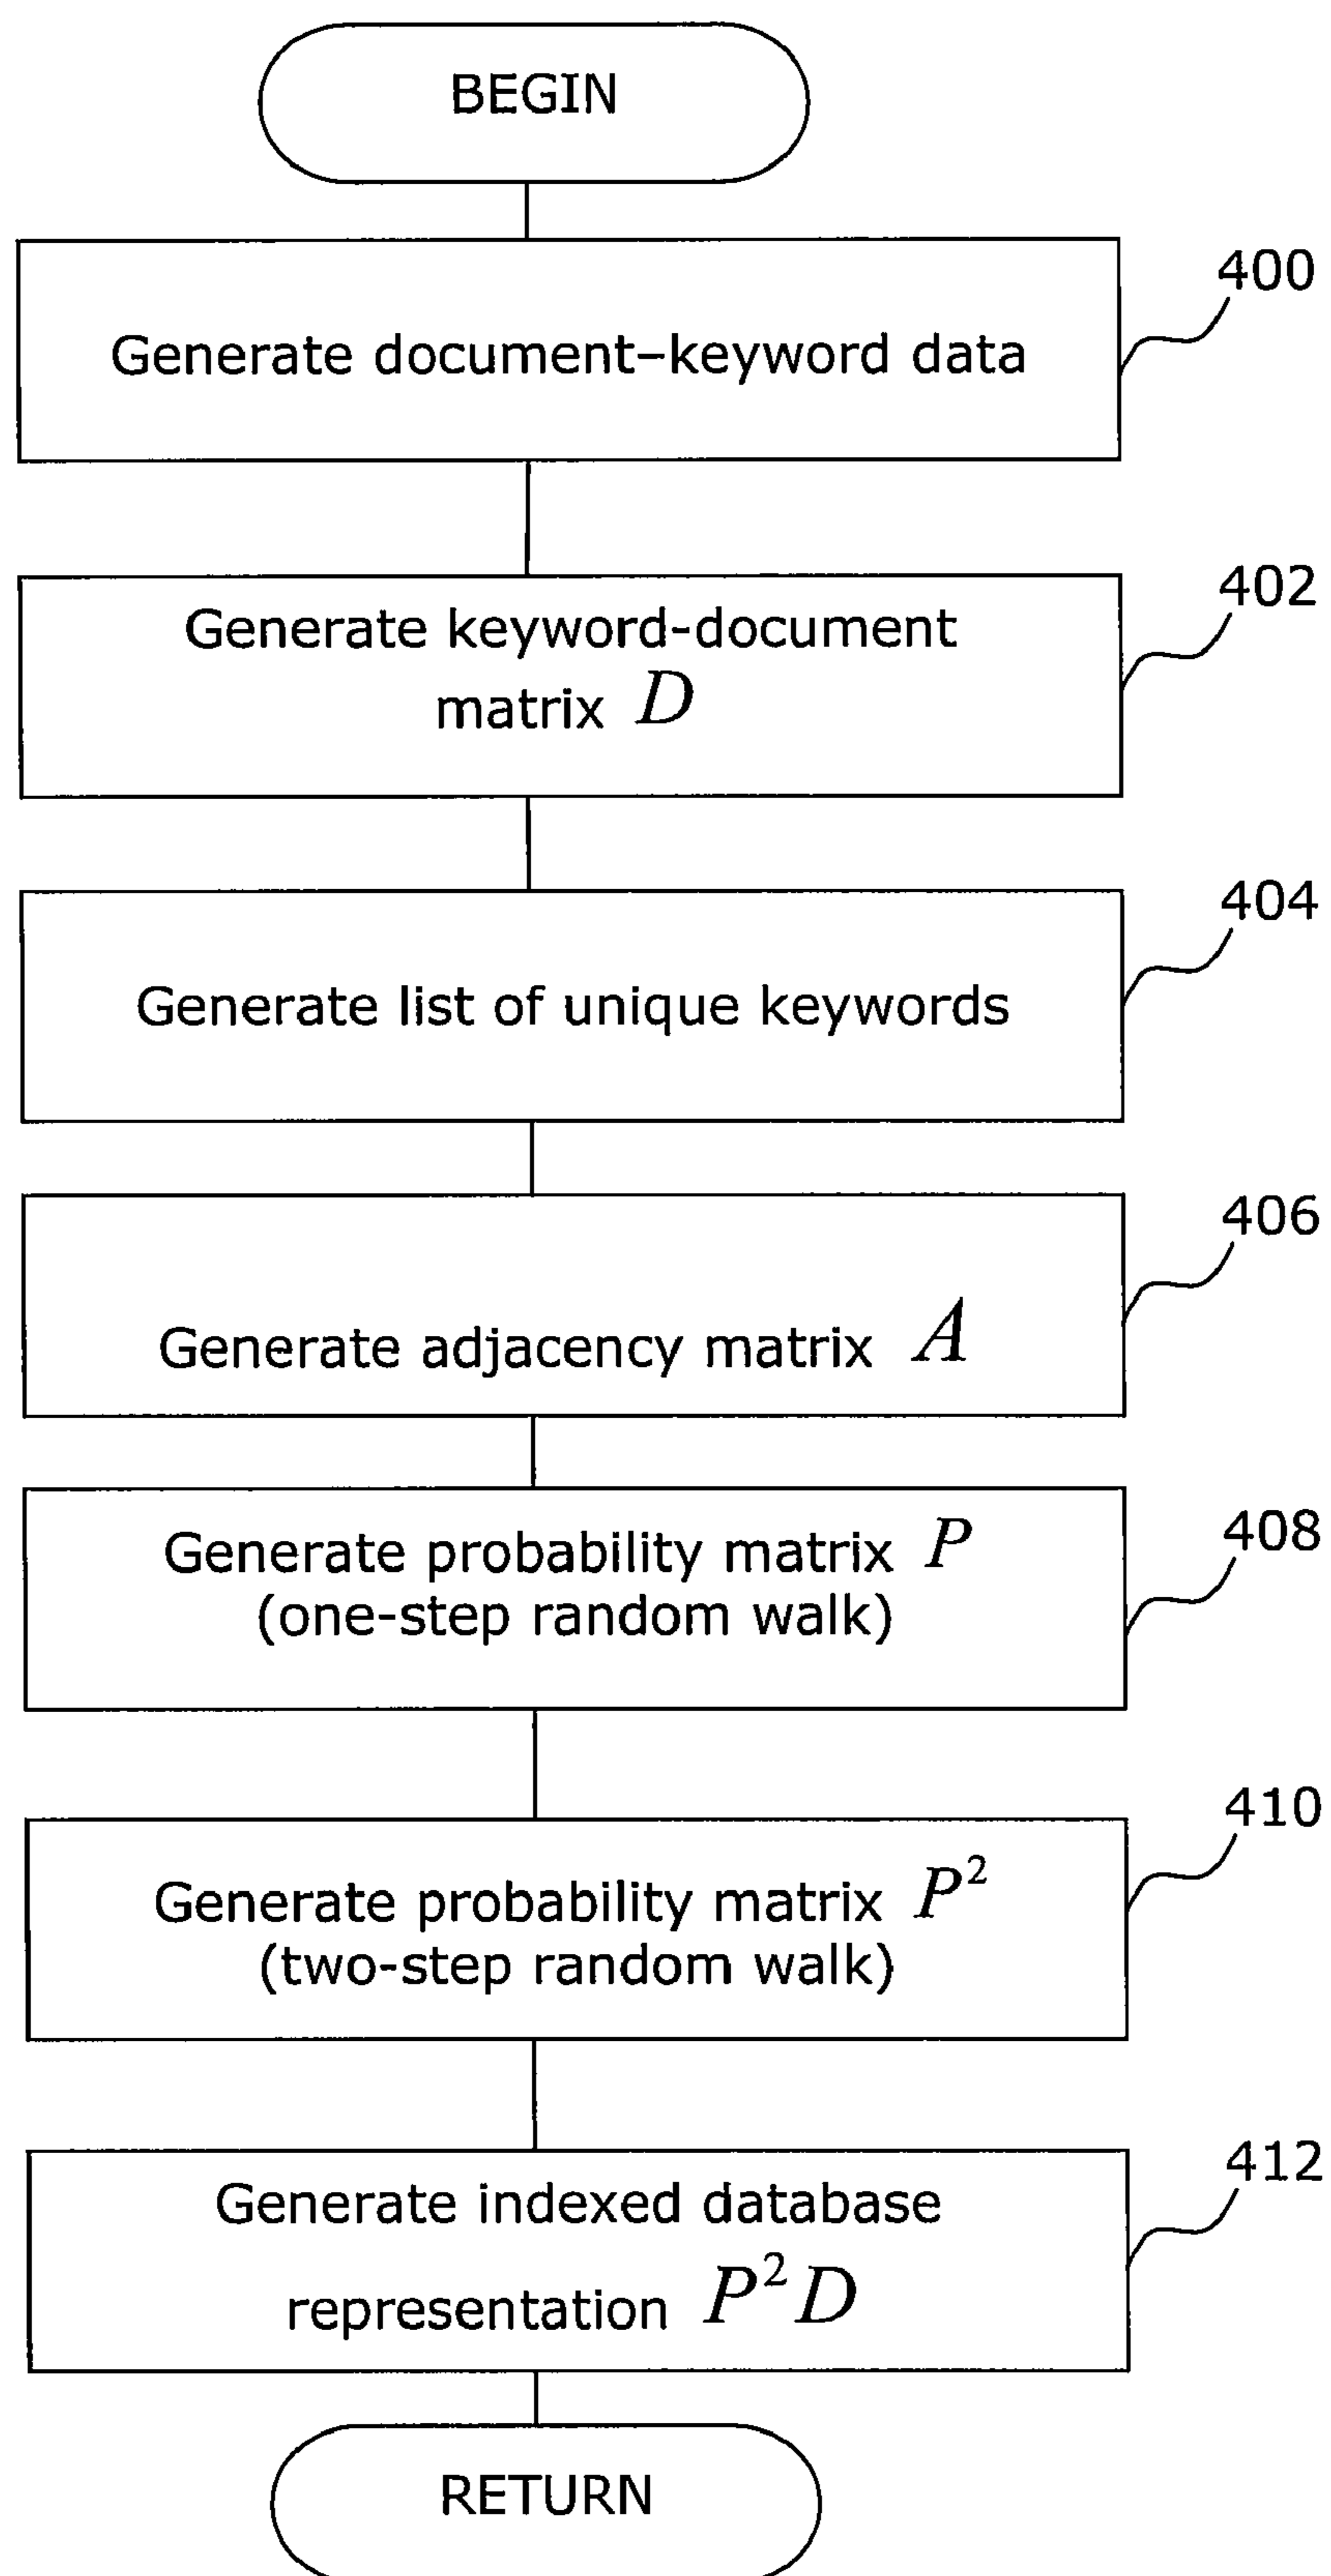 BEGIN
400
Generate document–keyword data
402
Generate keyword-document
matrix D
404
Generate list of unique keywords
406
Generate adjacency matrix A
408
Generate probability matrix P
(one-step random walk)
410
Generate probability matrix P²
(two-step random walk)
412
Generate indexed database
representation P²D
RETURN